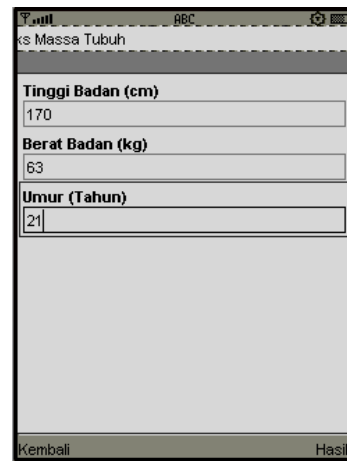 ABC
ks Massa Tubuh
Tinggi Badan (cm)
170
Berat Badan (kg)
63
Umur (Tahun)
21
Kembali
Hasil